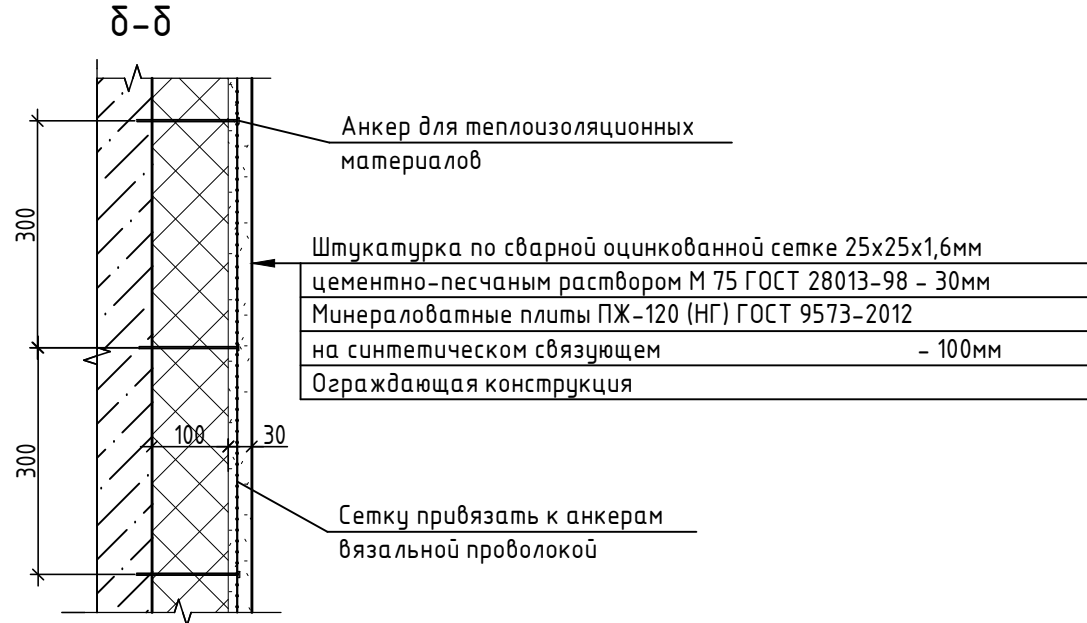 б-б
Анкер для теплоизоляционных
материалов
300
Штукатурка по сварной оцинкованной сетке 25х25х1,6мм
цементно-песчаным раствором М 75 ГОСТ 28013-98 - 30мм
Минераловатные плиты ПЖ-120 (НГ) ГОСТ 9573-2012
на синтетическом связующем - 100мм
Ограждающая конструкция
100 30
300
Сетку привязать к анкерам
вязальной проволокой